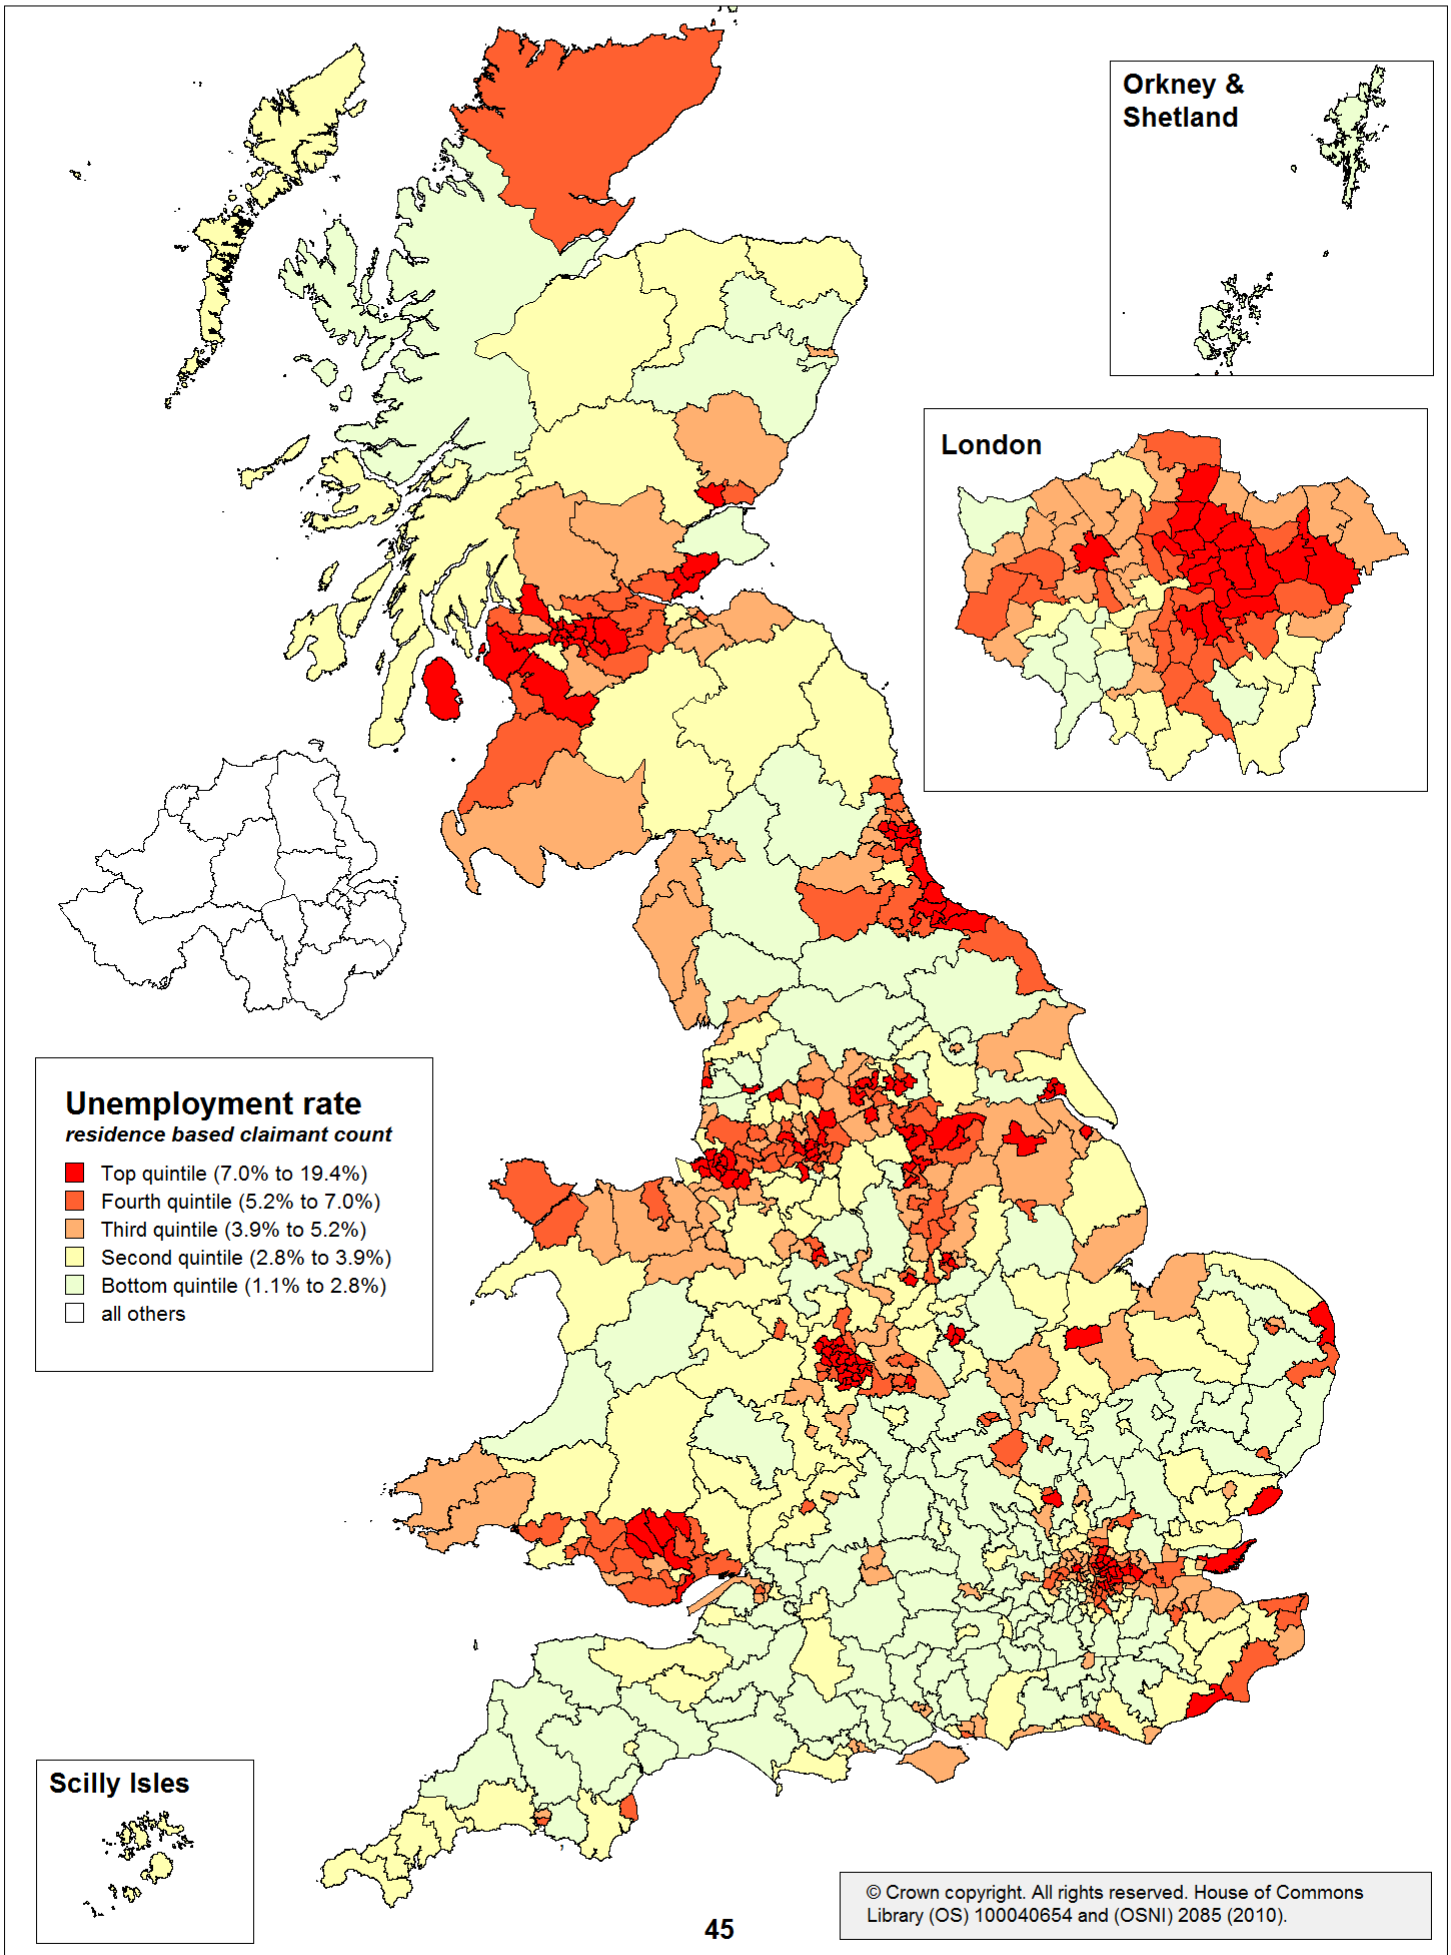 Orkney &
Shetland
London
Unemployment rate
residence based claimant count
Top quintile (7.0% to 19.4%)
Fourth quintile (5.2% to 7.0%)
Third quintile (3.9% to 5.2%)
Second quintile (2.8% to 3.9%)
Bottom quintile (1.1% to 2.8%)
all others
Scilly Isles
© Crown copyright. All rights reserved. House of Commons
Library (OS) 100040654 and (OSNI) 2085 (2010).
45